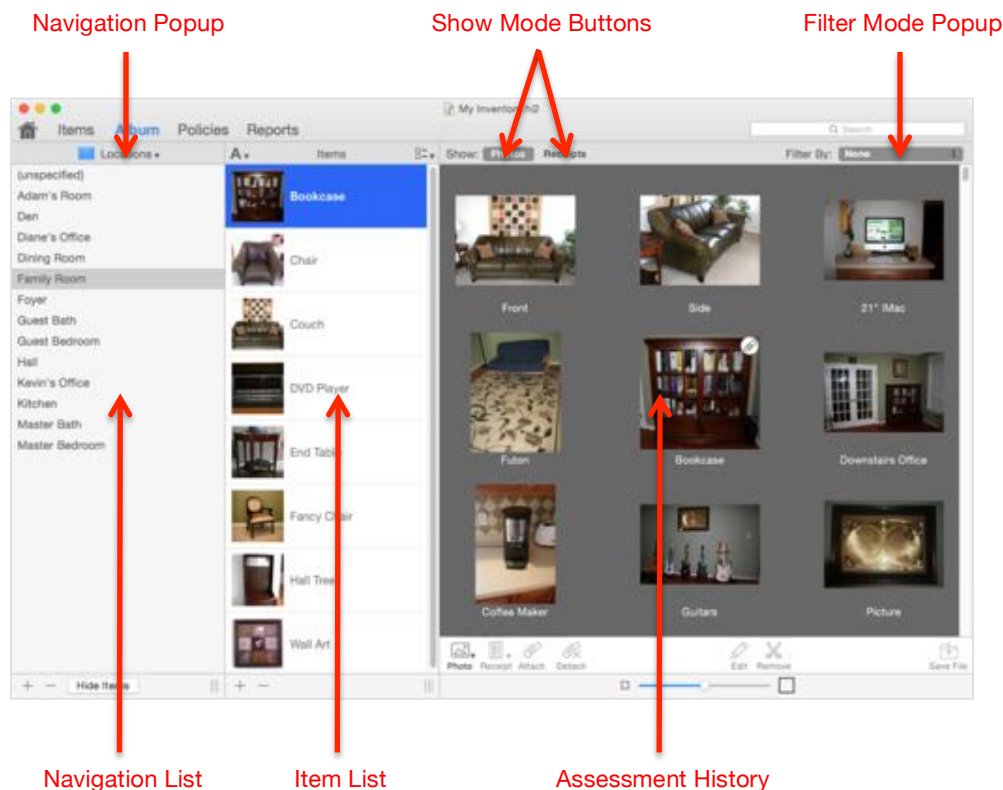 Navigation Popup
Show Mode Buttons
Filter Mode Popup
My Inventory.hi2
Items Album Policies Reports
Search
Locations
A Items
Show: Photos Receipts
Filter By: None
(unspecified)
Adam's Room
Den
Diane's Office
Dining Room
Family Room
Foyer
Guest Bath
Guest Bedroom
Hall
Kevin's Office
Kitchen
Master Bath
Master Bedroom
Bookcase
Chair
Couch
DVD Player
End Table
Fancy Chair
Hall Tree
Wall Art
Front
Side
21" iMac
Futon
Bookcase
Downstairs Office
Coffee Maker
Guitars
Picture
Photo Receipt Attach Detach Edit Remove Save File
+ − Hide Items + −
Navigation List
Item List
Assessment History